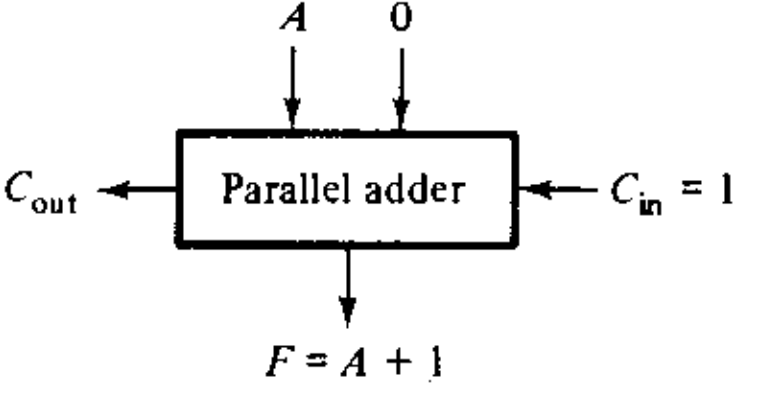 A 0
C_out Parallel adder C_in = 1
F = A + 1